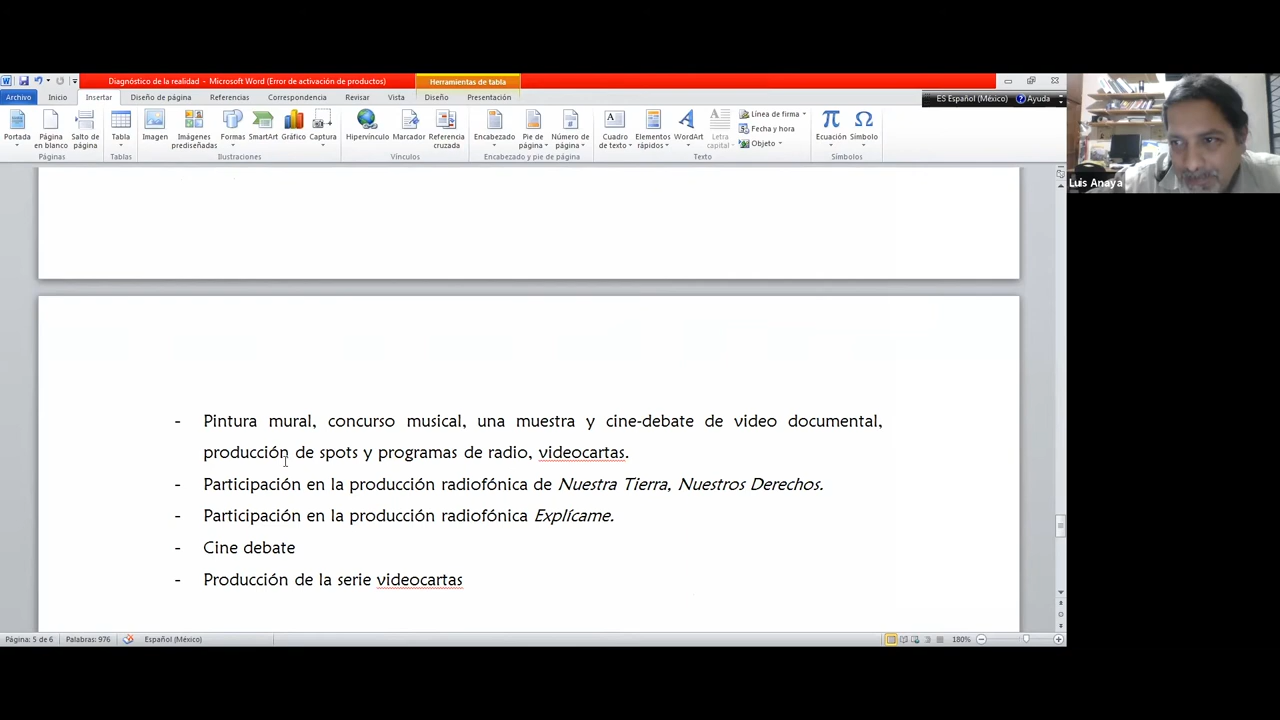 Diagnóstico de la realidad - Microsoft Word (Error de activación de productos)
Herramientas de tabla
Archivo Inicio Insertar Diseño de página Referencias Correspondencia Revisar Vista Diseño Presentación
ES Español (México) Ayuda
Portada Página en blanco Salto de página
Tabla
Imagen Imágenes prediseñadas Formas SmartArt Gráfico Captura
Hipervínculo Marcador Referencia cruzada
Encabezado Pie de página Número de página
Cuadro de texto Elementos rápidos WordArt Letra capital
Línea de firma
Fecha y hora
Objeto
Ecuación Símbolo
Páginas Tablas Ilustraciones Vínculos Encabezado y pie de página Texto Símbolos
Luis Anaya
- Pintura mural, concurso musical, una muestra y cine-debate de video documental,
producción de spots y programas de radio, videocartas.
- Participación en la producción radiofónica de Nuestra Tierra, Nuestros Derechos.
- Participación en la producción radiofónica Explícame.
- Cine debate
- Producción de la serie videocartas
Página: 5 de 6 Palabras: 976 Español (México) 180%